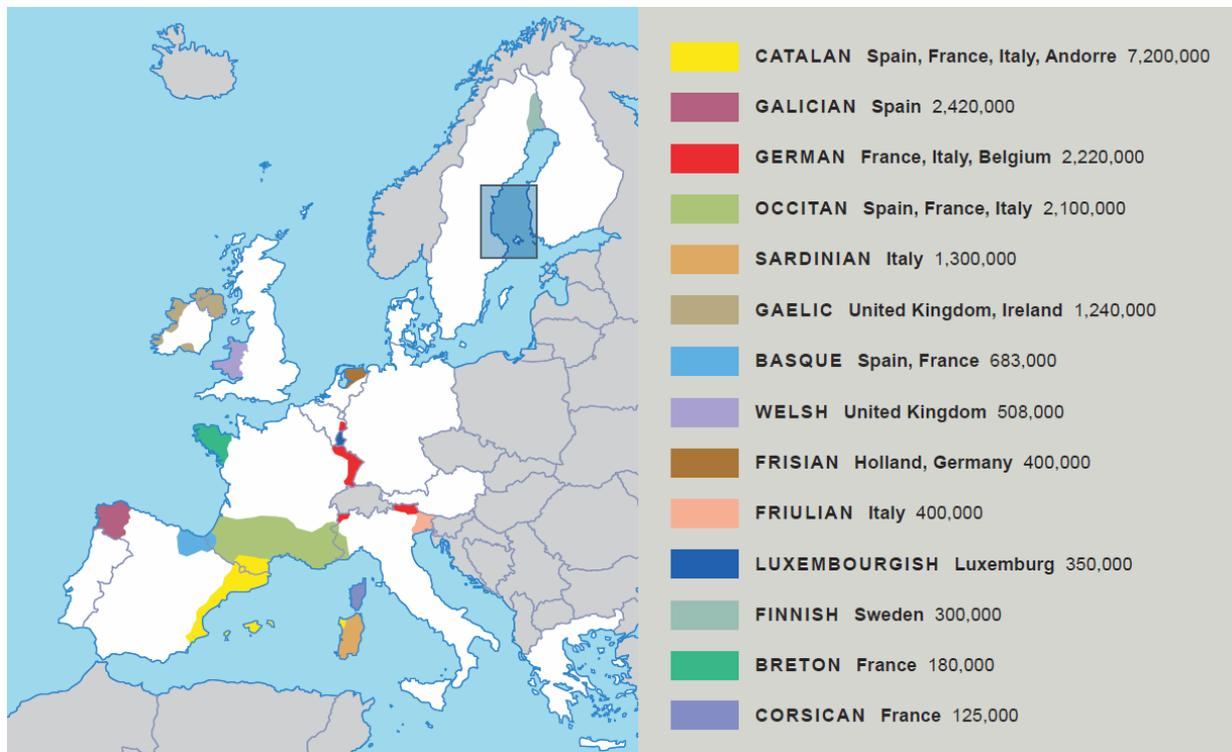 CATALAN Spain, France, Italy, Andorre 7,200,000
GALICIAN Spain 2,420,000
GERMAN France, Italy, Belgium 2,220,000
OCCITAN Spain, France, Italy 2,100,000
SARDINIAN Italy 1,300,000
GAELIC United Kingdom, Ireland 1,240,000
BASQUE Spain, France 683,000
WELSH United Kingdom 508,000
FRISIAN Holland, Germany 400,000
FRIULIAN Italy 400,000
LUXEMBOURGISH Luxemburg 350,000
FINNISH Sweden 300,000
BRETON France 180,000
CORSICAN France 125,000